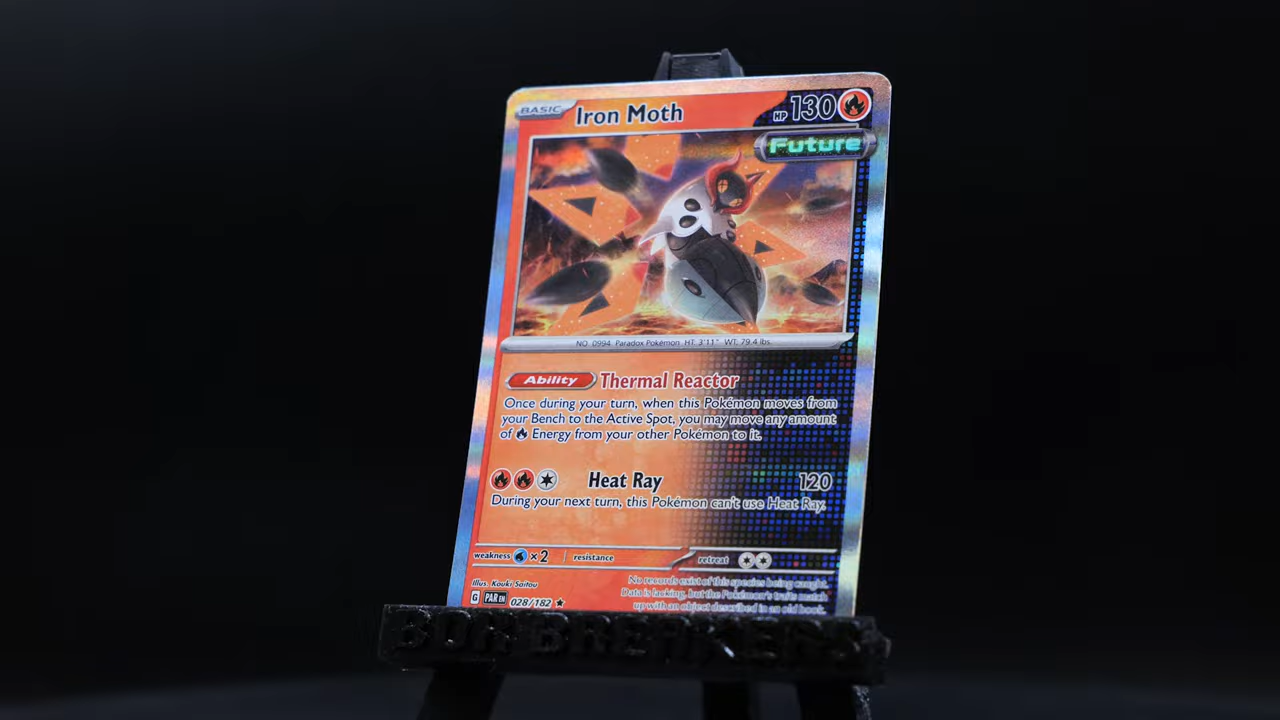 BASIC Iron Moth HP 130
Future
NO 0994 Paradox Pokémon HT: 3'11" WT: 79.4 lbs.
Ability Thermal Reactor
Once during your turn, when this Pokémon moves from
your Bench to the Active Spot, you may move any amount
of Energy from your other Pokémon to it.
Heat Ray 120
During your next turn, this Pokémon can't use Heat Ray.
weakness ×2 resistance retreat
Illus. Kouki Saitou
G PAR EN 028/182
No records exist of this species being caught.
Data is lacking, but the Pokémon's traits match
up with an object described in an old book.
BREAKERS